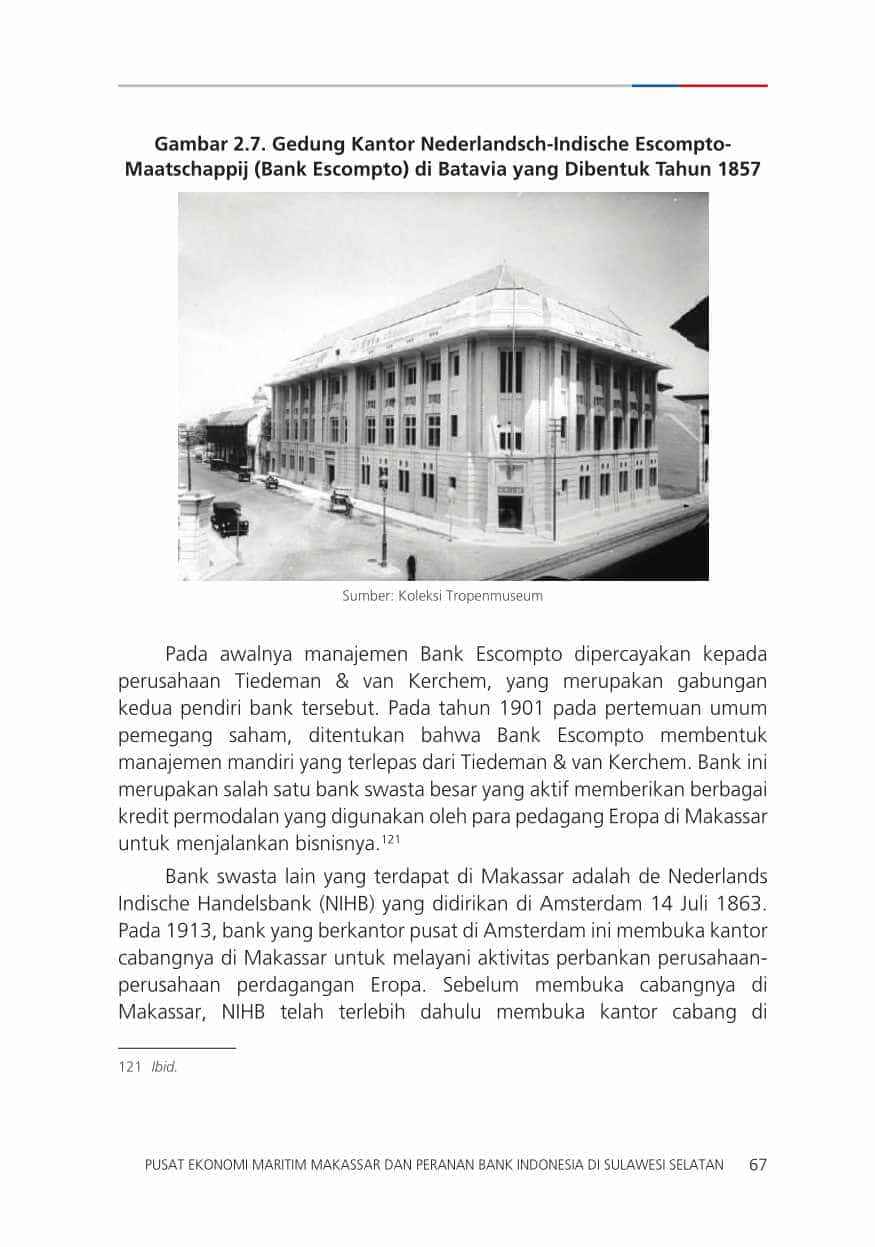 Gambar 2.7. Gedung Kantor Nederlandsch-Indische Escompto-
Maatschappij (Bank Escompto) di Batavia yang Dibentuk Tahun 1857
Sumber: Koleksi Tropenmuseum
Pada awalnya manajemen Bank Escompto dipercayakan kepada
perusahaan Tiedeman & van Kerchem, yang merupakan gabungan
kedua pendiri bank tersebut. Pada tahun 1901 pada pertemuan umum
pemegang saham, ditentukan bahwa Bank Escompto membentuk
manajemen mandiri yang terlepas dari Tiedeman & van Kerchem. Bank ini
merupakan salah satu bank swasta besar yang aktif memberikan berbagai
kredit permodalan yang digunakan oleh para pedagang Eropa di Makassar
untuk menjalankan bisnisnya.121
Bank swasta lain yang terdapat di Makassar adalah de Nederlands
Indische Handelsbank (NIHB) yang didirikan di Amsterdam 14 Juli 1863.
Pada 1913, bank yang berkantor pusat di Amsterdam ini membuka kantor
cabangnya di Makassar untuk melayani aktivitas perbankan perusahaan-
perusahaan perdagangan Eropa. Sebelum membuka cabangnya di
Makassar, NIHB telah terlebih dahulu membuka kantor cabang di
121 Ibid.
PUSAT EKONOMI MARITIM MAKASSAR DAN PERANAN BANK INDONESIA DI SULAWESI SELATAN 67